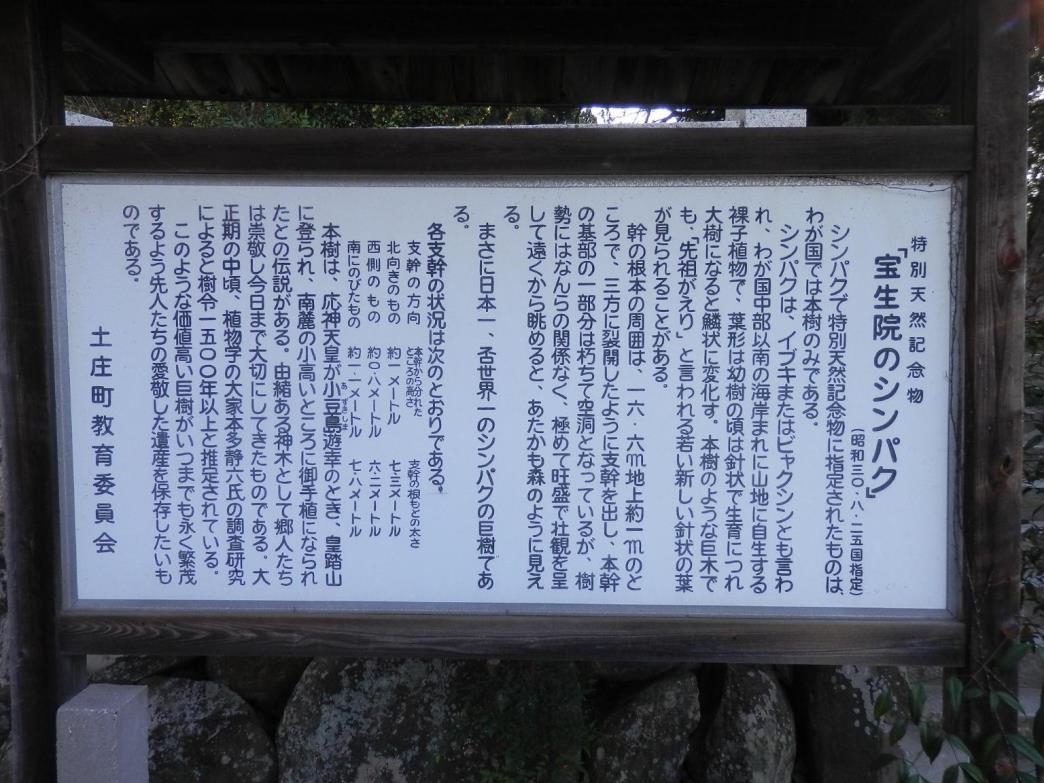 特別天然記念物
「宝生院のシンパク」
(昭和三〇・八・二五国指定)
シンパクで特別天然記念物に指定されたものは、
わが国では本樹のみである。
シンパクは、イブキまたはビャクシンとも言わ
れ、わが国中部以南の海岸まれに山地に自生する
裸子植物で、葉形は幼樹の頃は針状で生育につれ
大樹になると鱗状に変化す。本樹のような巨木で
も、「先祖がえり」と言われる若い新しい針状の葉
が見られることがある。
幹の根本の周囲は、一六・六m地上約一mのと
ころで、三方に裂開したように支幹を出し、本幹
の基部の一部分は朽ちて空洞となっているが、樹
勢にはなんらの関係なく、極めて旺盛で壮観を呈
して遠くから眺めると、あたかも森のように見え
る。
まさに日本一、否世界一のシンパクの巨樹であ
る。
各支幹の状況は次のとおりである。
支幹の方向 本幹から分れたところの高さ 支幹の根もとの太さ
北向きのもの 約一メートル 七・三メートル
西側のもの 約〇・八メートル 六・二メートル
南にのびたもの 約一・一メートル 七・八メートル
本樹は、応神天皇が小豆島遊幸のとき、皇踏山
あずきしま
に登られ、南麓の小高いところに御手植になられ
たとの伝説がある。由緒ある神木として郷人たち
は崇敬し今日まで大切にしてきたものである。大
正期の中頃、植物学の大家本多静六氏の調査研究
によると樹令一五〇〇年以上と推定されている。
このような価値高い巨樹がいつまでも永く繁茂
するよう先人たちの愛敬した遺産を保存したいも
のである。
土庄町教育委員会